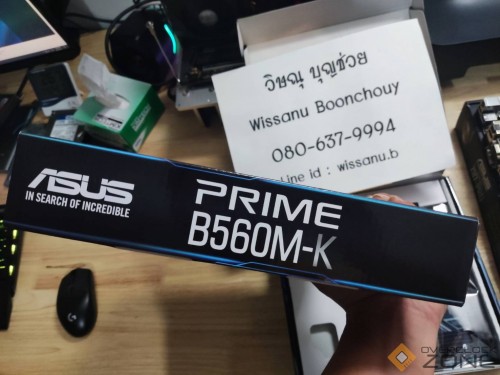 วิษณุ บุญช่วย
Wissanu Boonchouy
080-637-9994
Line id : wissanu.b
ASUS
IN SEARCH OF INCREDIBLE
PRIME
B560M-K
OVERCLOCK
ZONE